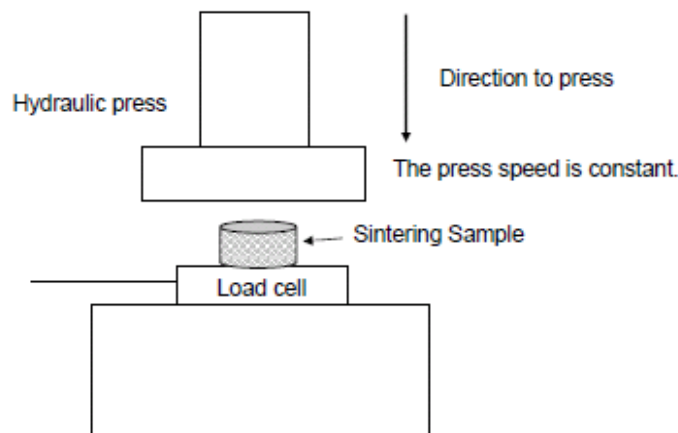 Direction to press
Hydraulic press
The press speed is constant.
Sintering Sample
Load cell